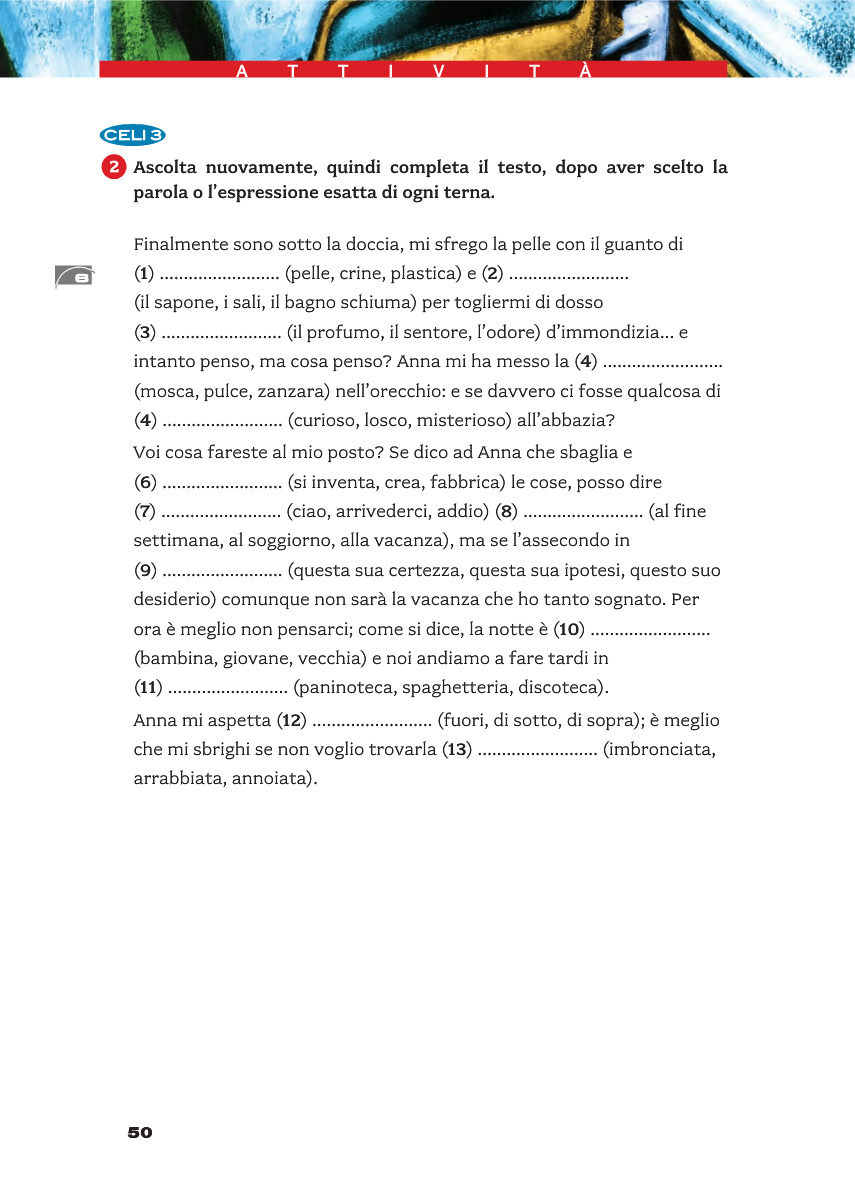 ATTIVITÀ
CELI 3
2 Ascolta nuovamente, quindi completa il testo, dopo aver scelto la
parola o l'espressione esatta di ogni terna.
Finalmente sono sotto la doccia, mi sfrego la pelle con il guanto di
6
(1) ......................... (pelle, crine, plastica) e (2) .........................
(il sapone, i sali, il bagno schiuma) per togliermi di dosso
(3) ......................... (il profumo, il sentore, l'odore) d'immondizia... e
intanto penso, ma cosa penso? Anna mi ha messo la (4) .........................
(mosca, pulce, zanzara) nell'orecchio: e se davvero ci fosse qualcosa di
(4) ......................... (curioso, losco, misterioso) all'abbazia?
Voi cosa fareste al mio posto? Se dico ad Anna che sbaglia e
(6) ......................... (si inventa, crea, fabbrica) le cose, posso dire
(7) ......................... (ciao, arrivederci, addio) (8) ......................... (al fine
settimana, al soggiorno, alla vacanza), ma se l'assecondo in
(9) ......................... (questa sua certezza, questa sua ipotesi, questo suo
desiderio) comunque non sarà la vacanza che ho tanto sognato. Per
ora è meglio non pensarci; come si dice, la notte è (10) .........................
(bambina, giovane, vecchia) e noi andiamo a fare tardi in
(11) ......................... (paninoteca, spaghetteria, discoteca).
Anna mi aspetta (12) ......................... (fuori, di sotto, di sopra); è meglio
che mi sbrighi se non voglio trovarla (13) ......................... (imbronciata,
arrabbiata, annoiata).
50